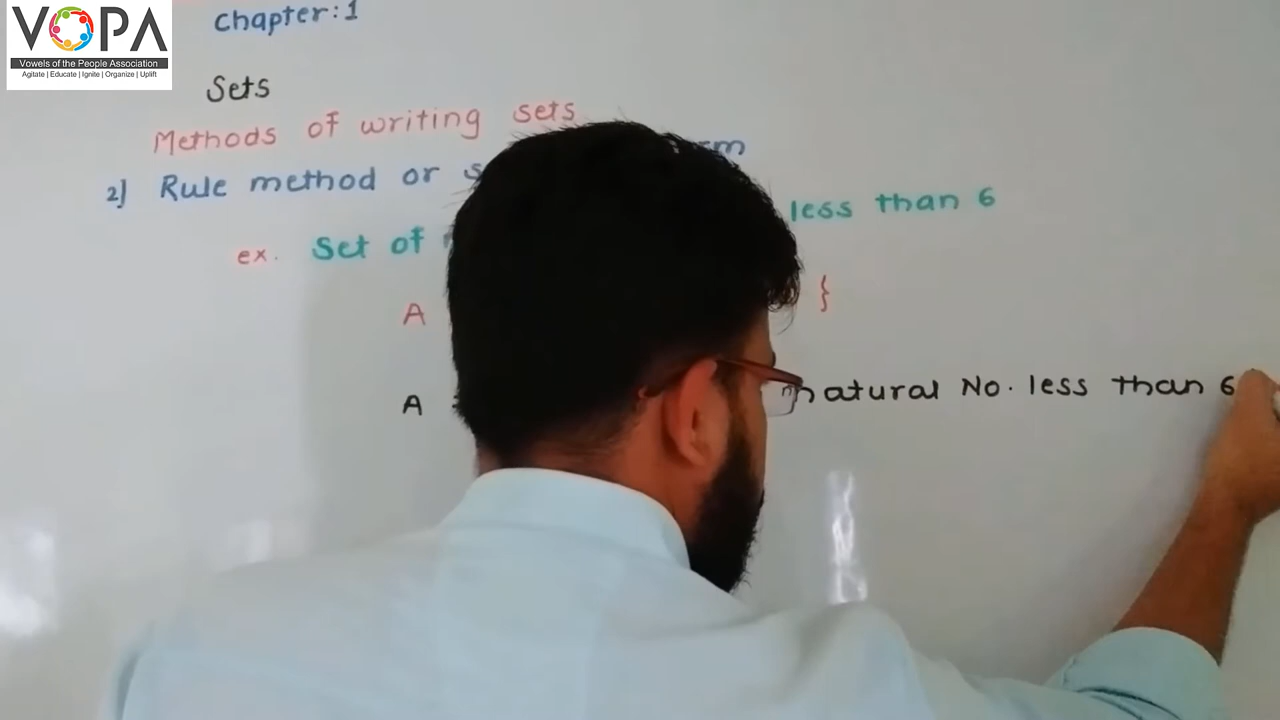 VOPA
Vowels of the People Association
Agitate | Educate | Ignite | Organize | Uplift
Chapter:1
Sets
Methods of writing sets
2] Rule method or
ex. Set of less than 6
A }
A natural No. less than 6